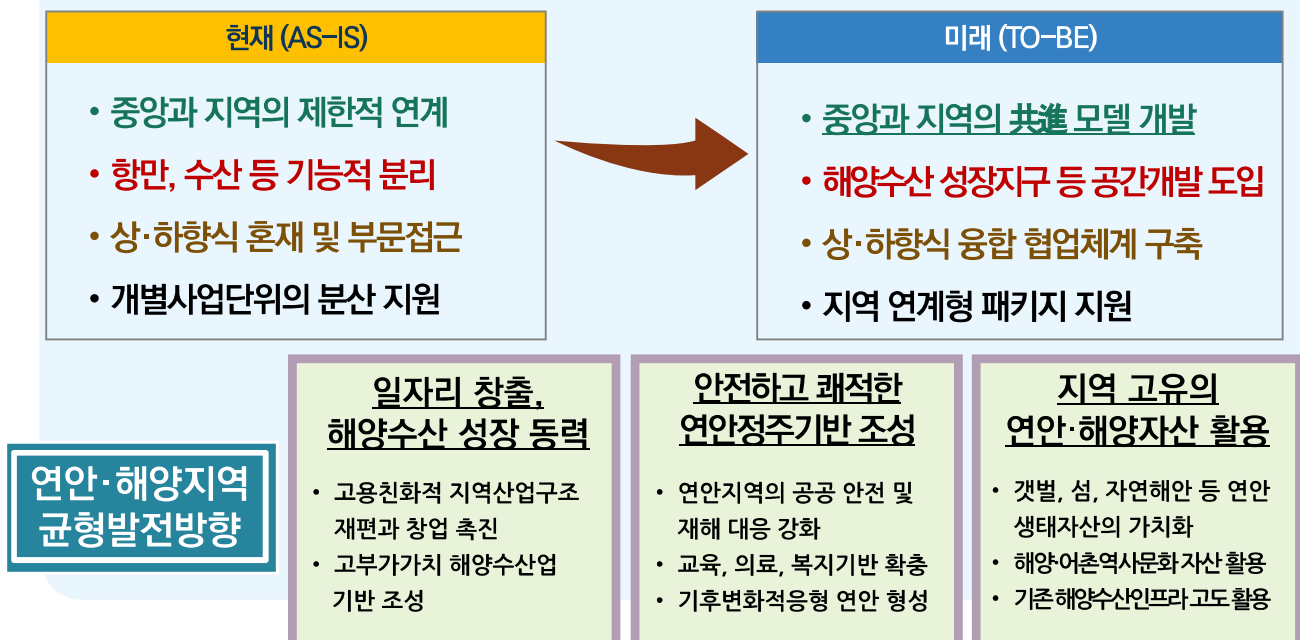 현재 (AS-IS)
• 중앙과 지역의 제한적 연계
• 항만, 수산 등 기능적 분리
• 상·하향식 혼재 및 부문접근
• 개별사업단위의 분산 지원
미래 (TO-BE)
• 중앙과 지역의 共進 모델 개발
• 해양수산 성장지구 등 공간개발 도입
• 상·하향식 융합 협업체계 구축
• 지역 연계형 패키지 지원
연안·해양지역
균형발전방향
일자리 창출,
해양수산 성장 동력
• 고용친화적 지역산업구조
재편과 창업 촉진
• 고부가가치 해양수산업
기반 조성
안전하고 쾌적한
연안정주기반 조성
• 연안지역의 공공 안전 및
재해 대응 강화
• 교육, 의료, 복지기반 확충
• 기후변화적응형 연안 형성
지역 고유의
연안·해양자산 활용
• 갯벌, 섬, 자연해안 등 연안
생태자산의 가치화
• 해양·어촌역사문화 자산 활용
• 기존 해양수산인프라 고도 활용